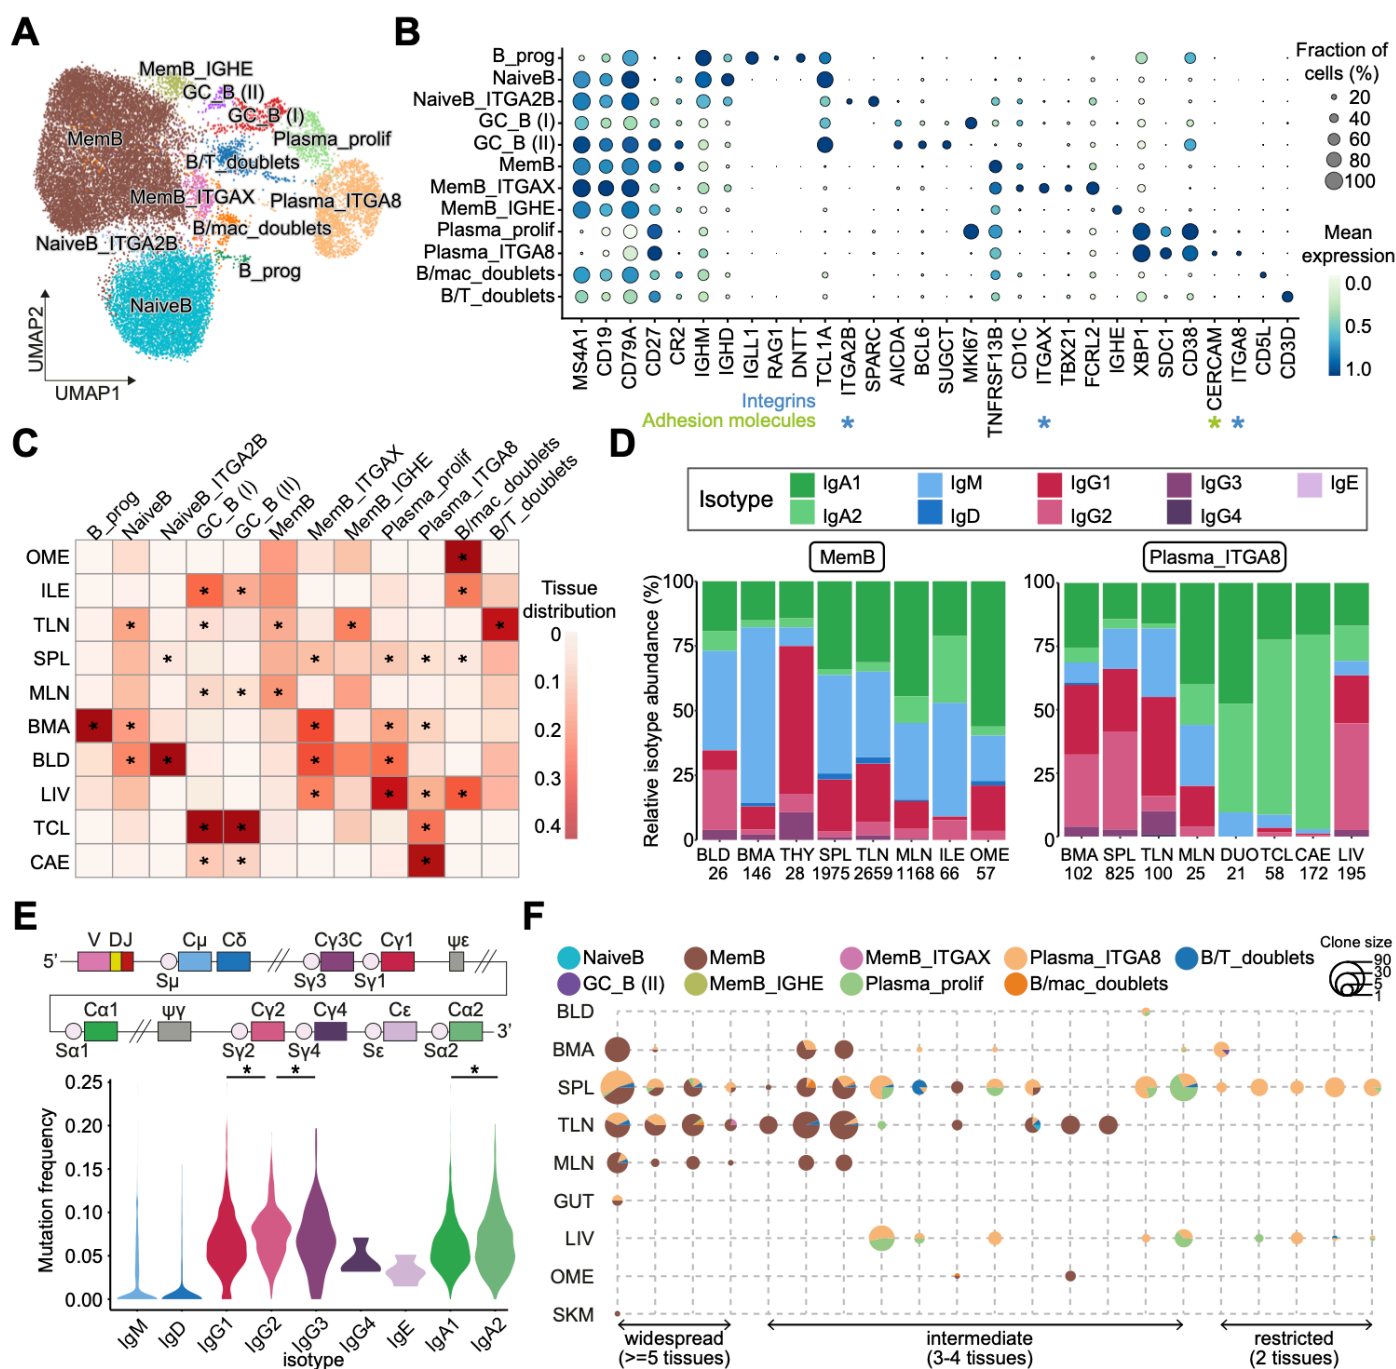 A
MemB_IGHE
GC_B (II)
GC_B (I)
MemB
Plasma_prolif
B/T_doublets
MemB_ITGAX
Plasma_ITGA8
B/mac_doublets
NaiveB_ITGA2B
B_prog
NaiveB
UMAP2
UMAP1
B
B_prog
NaiveB
NaiveB_ITGA2B
GC_B (I)
GC_B (II)
MemB
MemB_ITGAX
MemB_IGHE
Plasma_prolif
Plasma_ITGA8
B/mac_doublets
B/T_doublets
MS4A1 CD19 CD79A CD27 CR2 IGHM IGHD IGLL1 RAG1 DNTT TCL1A ITGA2B SPARC AICDA BCL6 SUGCT MKI67 TNFRSF13B CD1C ITGAX TBX21 FCRL2 IGHE XBP1 SDC1 CD38 CERCAM ITGA8 CD5L CD3D
Integrins
Adhesion molecules
* * * *
Fraction of
cells (%)
20
40
60
80
100
Mean
expression
0.0
0.5
1.0
C
B_prog NaiveB NaiveB_ITGA2B GC_B (I) GC_B (II) MemB MemB_ITGAX MemB_IGHE Plasma_prolif Plasma_ITGA8 B/mac_doublets B/T_doublets
OME *
ILE * * *
TLN * * * * *
SPL * * * * *
MLN * * *
BMA * * * * *
BLD * * * *
LIV * * * *
TCL * * *
CAE * * *
Tissue
distribution
0
0.1
0.2
0.3
0.4
D
Isotype
IgA1 IgM IgG1 IgG3 IgE
IgA2 IgD IgG2 IgG4
MemB
Plasma_ITGA8
Relative isotype abundance (%)
100
75
50
25
0
BLD BMA THY SPL TLN MLN ILE OME
26 146 28 1975 2659 1168 66 57
100
75
50
25
0
BMA SPL TLN MLN DUO TCL CAE LIV
102 825 100 25 21 58 172 195
E
V DJ Cμ Cδ Cγ3C Cγ1 ψε
5'
Sμ Sγ3 Sγ1
Cα1 ψγ Cγ2 Cγ4 Cε Cα2
3'
Sα1 Sγ2 Sγ4 Sε Sα2
* * *
Mutation frequency
0.25
0.20
0.15
0.10
0.05
0.00
IgM IgD IgG1 IgG2 IgG3 IgG4 IgE IgA1 IgA2
isotype
F
NaiveB MemB MemB_ITGAX Plasma_ITGA8 B/T_doublets
GC_B (II) MemB_IGHE Plasma_prolif B/mac_doublets
Clone size
90
30
5
1
BLD
BMA
SPL
TLN
MLN
GUT
LIV
OME
SKM
widespread intermediate restricted
(>=5 tissues) (3-4 tissues) (2 tissues)